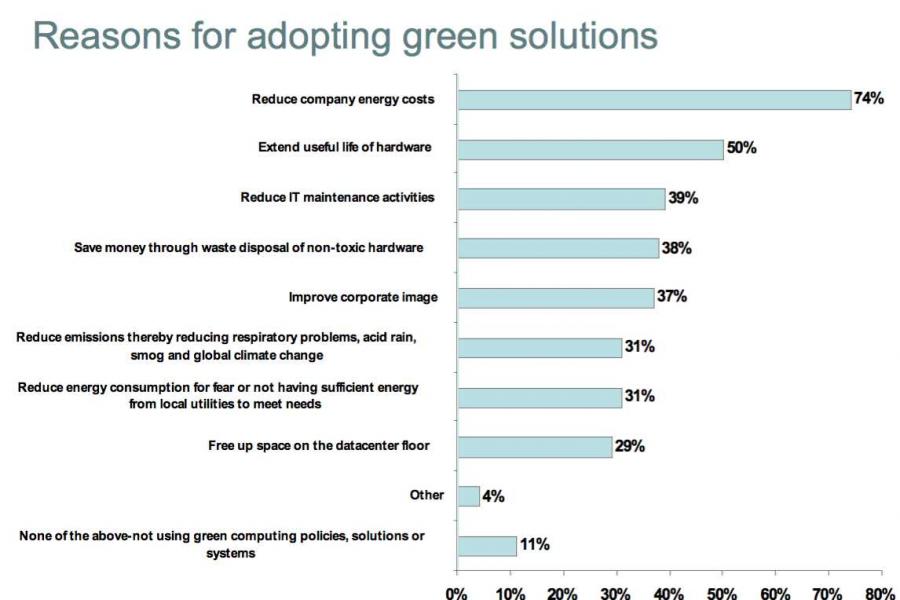 Reasons for adopting green solutions
Reduce company energy costs
74%
Extend useful life of hardware
50%
Reduce IT maintenance activities
39%
Save money through waste disposal of non-toxic hardware
38%
Improve corporate image
37%
Reduce emissions thereby reducing respiratory problems, acid rain,
smog and global climate change
31%
Reduce energy consumption for fear or not having sufficient energy
from local utilities to meet needs
31%
Free up space on the datacenter floor
29%
Other
4%
None of the above-not using green computing policies, solutions or
systems
11%
0% 10% 20% 30% 40% 50% 60% 70% 80%